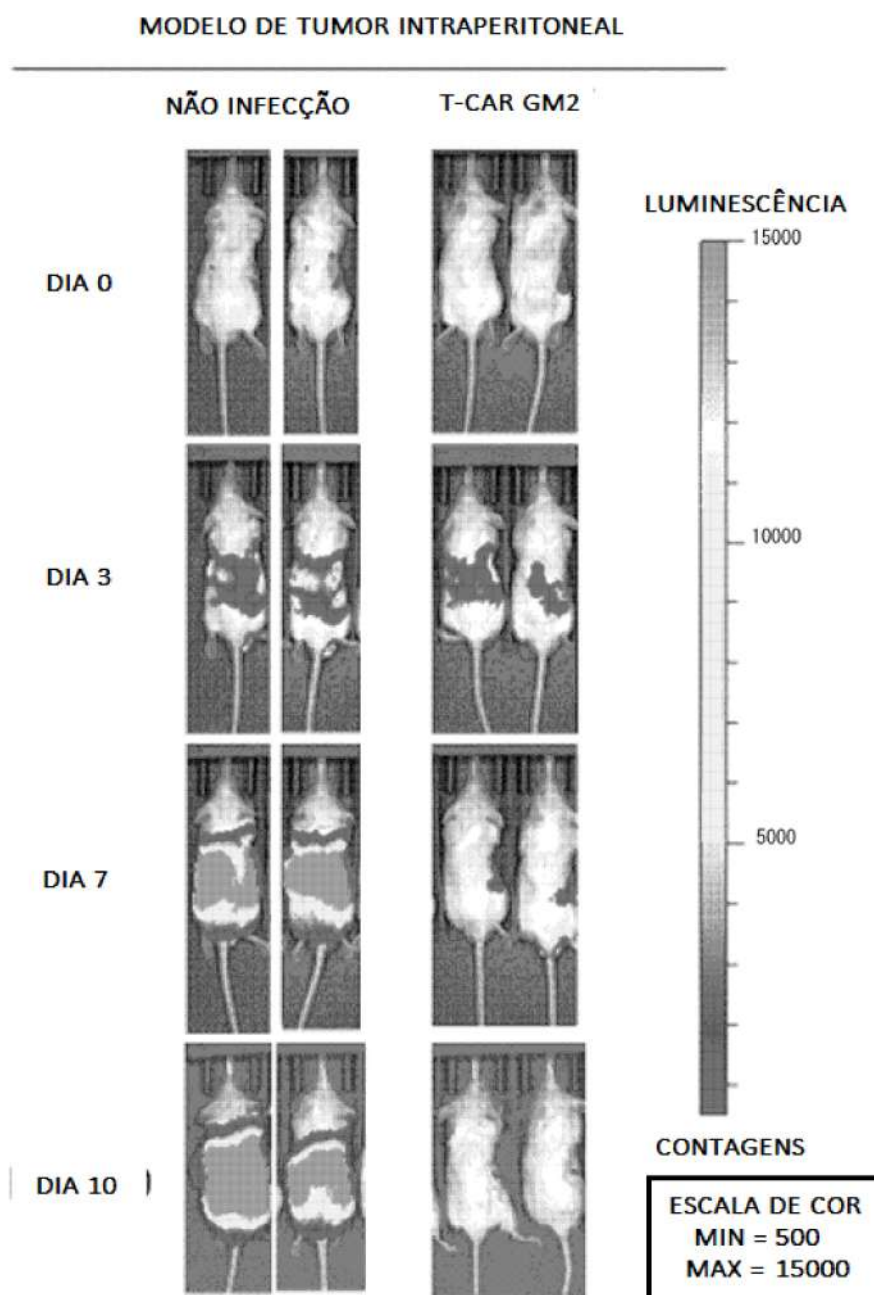 MODELO DE TUMOR INTRAPERITONEAL
NÃO INFECÇÃO
T-CAR GM2
LUMINESCÊNCIA
15000
DIA 0
10000
DIA 3
5000
DIA 7
CONTAGENS
DIA 10
ESCALA DE COR
MIN = 500
MAX = 15000